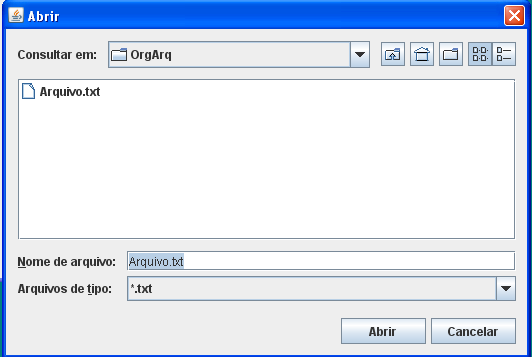 Abrir
Consultar em: OrgArq
Arquivo.txt
Nome de arquivo: Arquivo.txt
Arquivos de tipo: *.txt
Abrir Cancelar